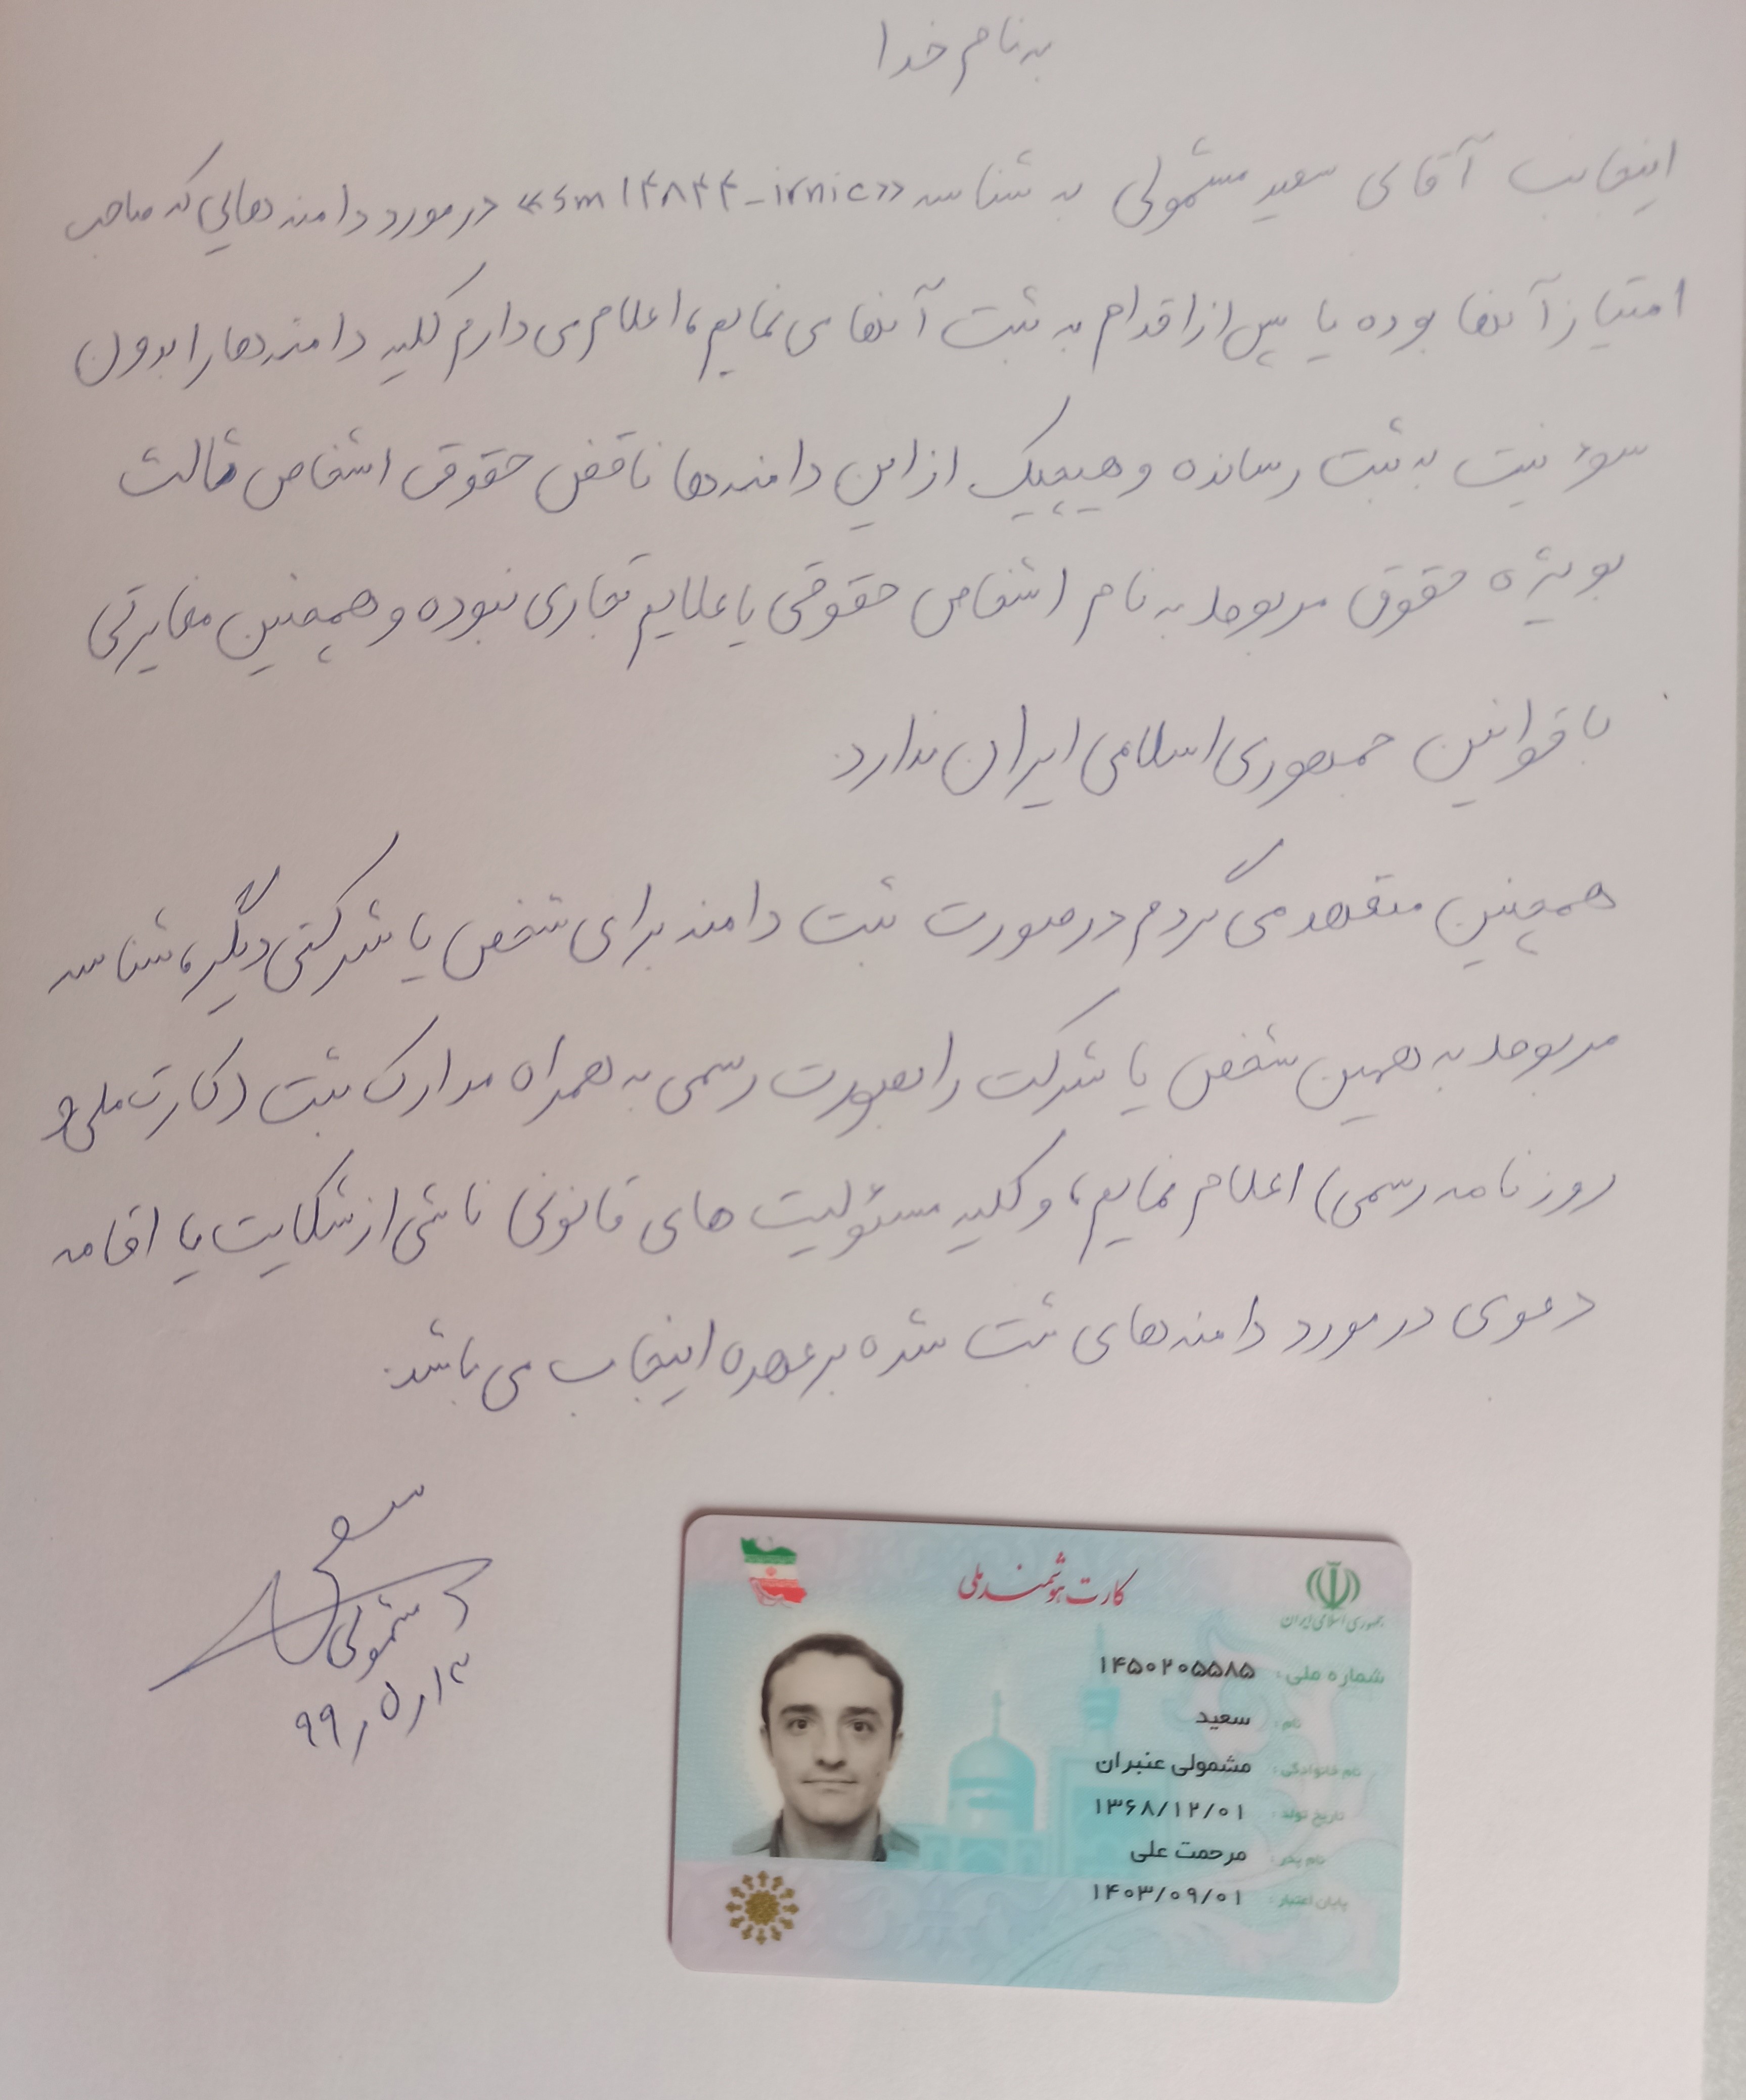 به نام خدا
اینجانب آقای سعید مشمولی به شناسه «sm۱۴۸۴۴-irnic» در مورد دامنه هایی که صاحب
امتیاز آنها بوده یا پس از اقدام به ثبت آنها می نمایم، اعلام می دارم کلیه دامنه ها را بدون
سوء نیت به ثبت رسانده و هیچیک از این دامنه ها ناقض حقوق اشخاص ثالث
بویژه حقوق مربوط به نام اشخاص حقوقی یا علایم تجاری نبوده و همچنین مغایرتی
با قوانین جمهوری اسلامی ایران ندارد.
همچنین متعهد می گردم در صورت ثبت دامنه برای شخص یا شرکتی دیگر، شناسه
مربوط به همین شخص یا شرکت را بصورت رسمی به همراه مدارک مثبت (کارت ملی و
روزنامه رسمی) اعلام نمایم، و کلیه مسئولیت های قانونی ناشی از شکایت یا اقامه
دعوی در مورد دامنه های ثبت شده بر عهده اینجانب می باشد.
سعید
مشمولی
۹۹,۵,۱۲
کارت هوشمند ملی
جمهوری اسلامی ایران
شماره ملی: ۱۴۵۰۲۰۵۵۸۵
نام: سعید
نام خانوادگی: مشمولی عنبران
تاریخ تولد: ۱۳۶۸/۱۲/۰۱
نام پدر: مرحمت علی
پایان اعتبار: ۱۴۰۳/۰۹/۰۱